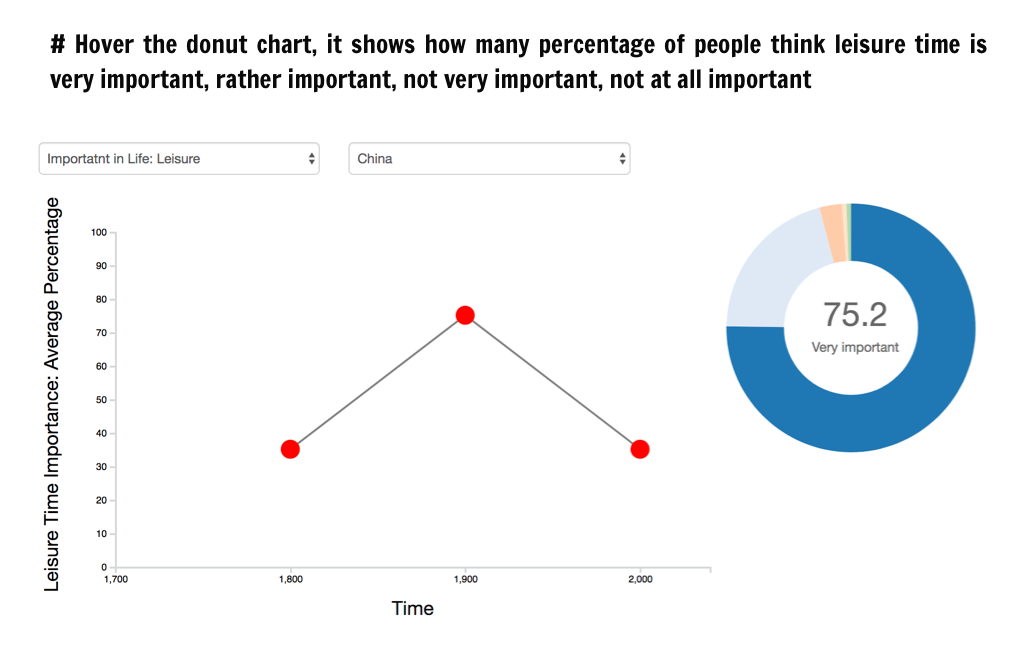 # Hover the donut chart, it shows how many percentage of people think leisure time is
very important, rather important, not very important, not at all important
Importatnt in Life: Leisure
China
Leisure Time Importance: Average Percentage
100
90
80
70
60
50
40
30
20
10
0
1,700
1,800
1,900
2,000
Time
75.2
Very important